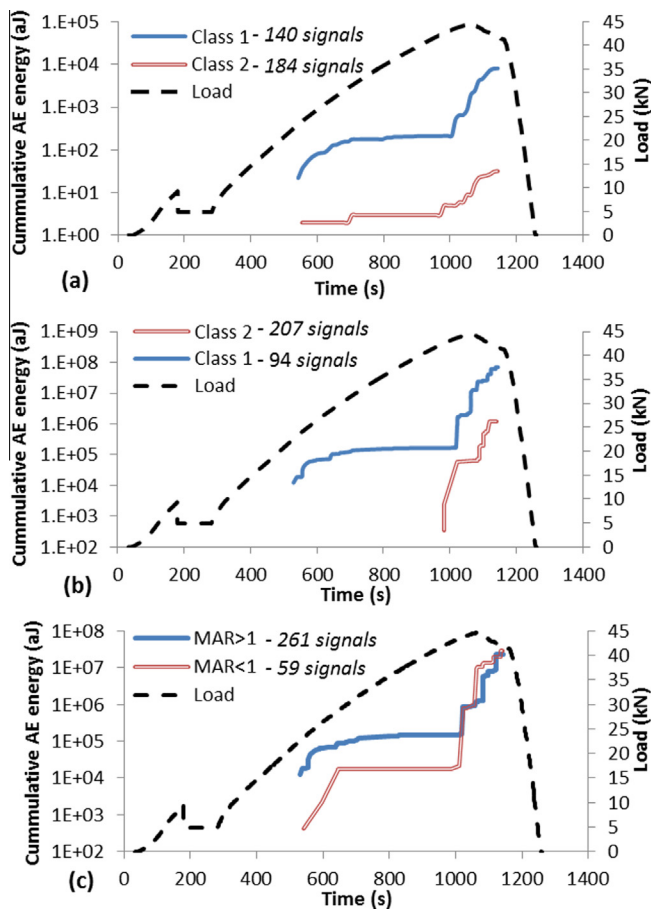 Cummulative AE energy (aJ)
1.E+05
1.E+04
1.E+03
1.E+02
1.E+01
1.E+00
Class 1 - 140 signals
Class 2 - 184 signals
Load
45
40
35
30
25
20
15
10
5
0
Load (kN)
0 200 400 600 800 1000 1200 1400
(a)
Time (s)
Cummulative AE energy (aJ)
1.E+09
1.E+08
1.E+07
1.E+06
1.E+05
1.E+04
1.E+03
1.E+02
Class 2 - 207 signals
Class 1 - 94 signals
Load
45
40
35
30
25
20
15
10
5
0
Load (kN)
0 200 400 600 800 1000 1200 1400
(b)
Time (s)
Cummulative AE energy (aJ)
1E+08
1E+07
1E+06
1E+05
1E+04
1E+03
1E+02
MAR>1 - 261 signals
MAR<1 - 59 signals
Load
45
40
35
30
25
20
15
10
5
0
Load (kN)
0 200 400 600 800 1000 1200 1400
(c)
Time (s)